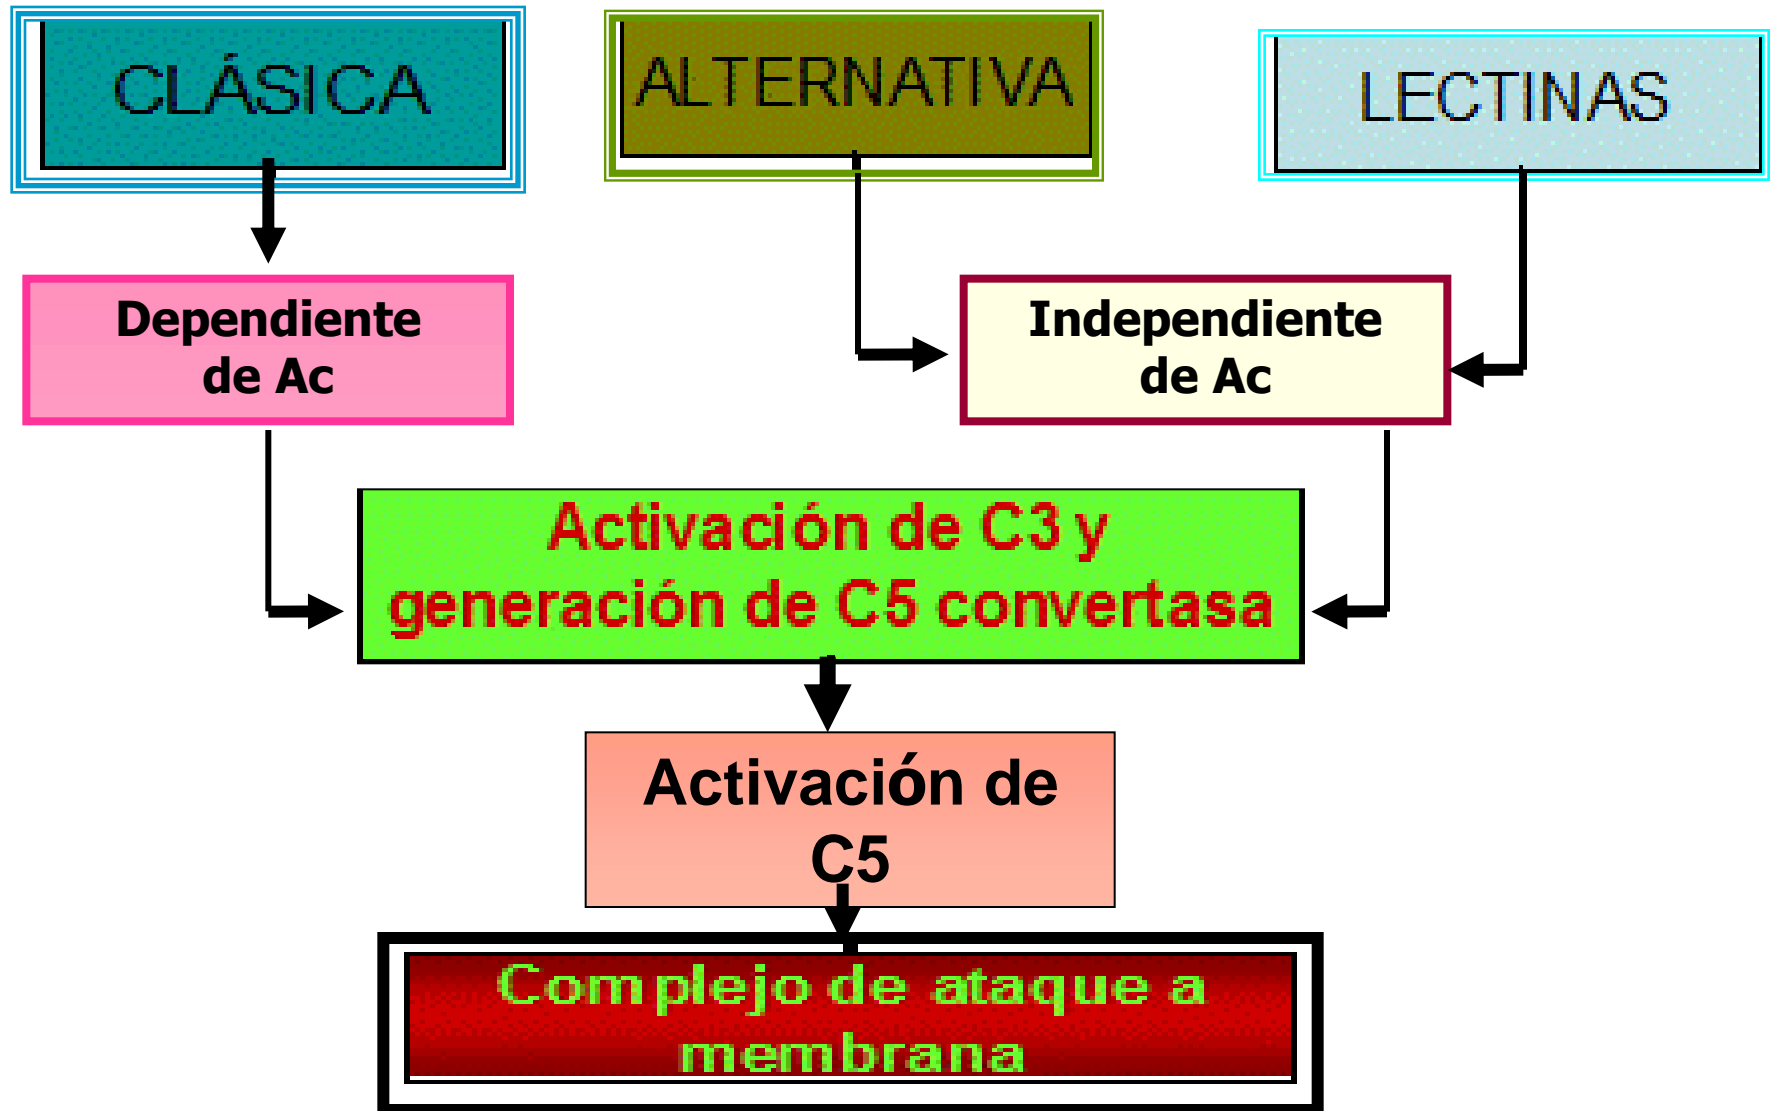 CLÁSICA
ALTERNATIVA
LECTINAS
Dependiente
de Ac
Independiente
de Ac
Activación de C3 y
generación de C5 convertasa
Activación de
C5
Complejo de ataque a
membrana